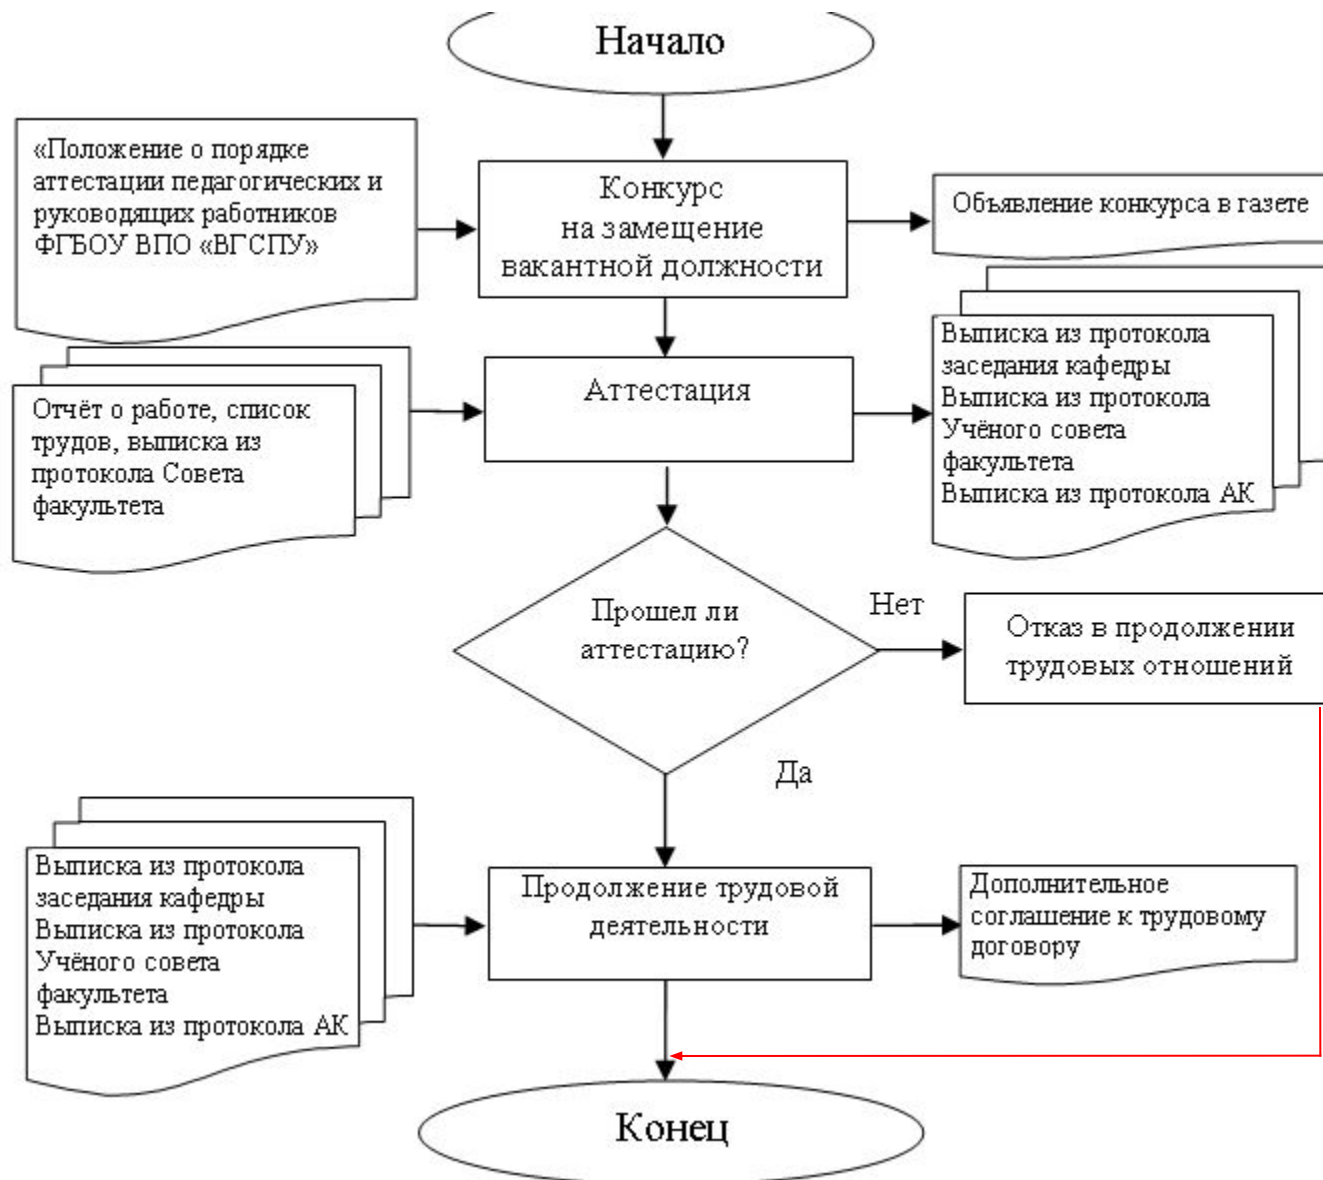 Начало
«Положение о порядке
аттестации педагогических и
руководящих работников
ФГБОУ ВПО «ВГСПУ»
Конкурс
на замещение
вакантной должности
Объявление конкурса в газете
Отчёт о работе, список
трудов, выписка из
протокола Совета
факультета
Аттестация
Выписка из протокола
заседания кафедры
Выписка из протокола
Учёного совета
факультета
Выписка из протокола АК
Прошел ли
аттестацию?
Нет
Отказ в продолжении
трудовых отношений
Да
Выписка из протокола
заседания кафедры
Выписка из протокола
Учёного совета
факультета
Выписка из протокола АК
Продолжение трудовой
деятельности
Дополнительное
соглашение к трудовому
договору
Конец